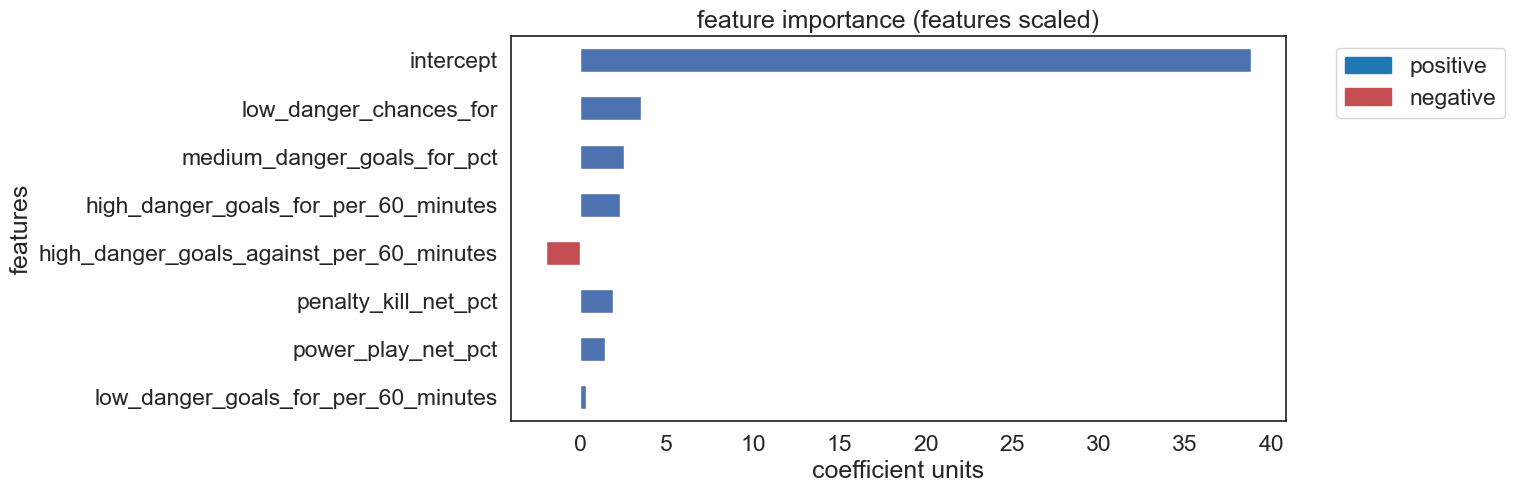 feature importance (features scaled)
intercept
low_danger_chances_for
medium_danger_goals_for_pct
high_danger_goals_for_per_60_minutes
high_danger_goals_against_per_60_minutes
penalty_kill_net_pct
power_play_net_pct
low_danger_goals_for_per_60_minutes
features
0 5 10 15 20 25 30 35 40
coefficient units
positive
negative